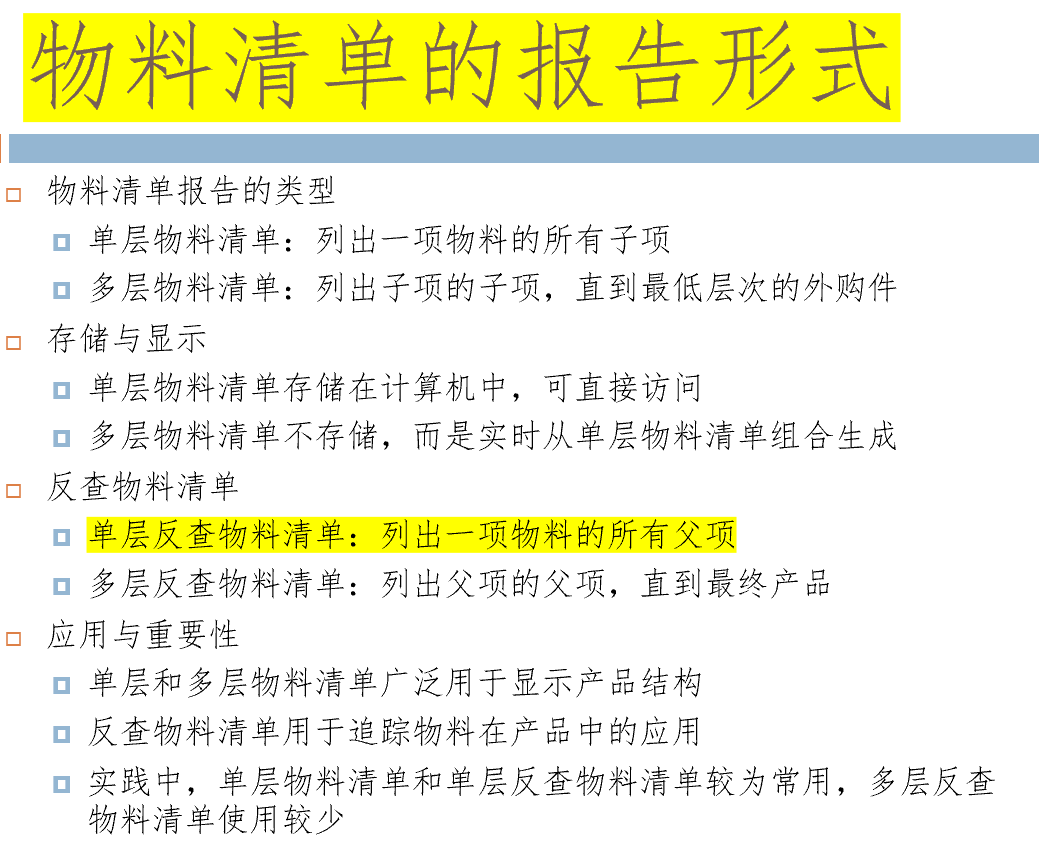 物料清单的报告形式
物料清单报告的类型
单层物料清单：列出一项物料的所有子项
多层物料清单：列出子项的子项，直到最低层次的外购件
存储与显示
单层物料清单存储在计算机中，可直接访问
多层物料清单不存储，而是实时从单层物料清单组合生成
反查物料清单
单层反查物料清单：列出一项物料的所有父项
多层反查物料清单：列出父项的父项，直到最终产品
应用与重要性
单层和多层物料清单广泛用于显示产品结构
反查物料清单用于追踪物料在产品中的应用
实践中，单层物料清单和单层反查物料清单较为常用，多层反查
物料清单使用较少